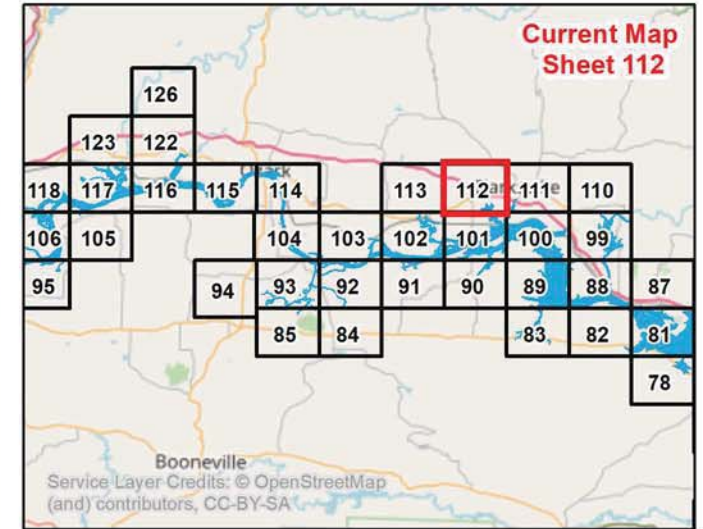 Current Map
Sheet 112
126
123 122
118 117 116 115 114 113 112 111 110
106 105 104 103 102 101 100 99
95 94 93 92 91 90 89 88 87
85 84 83 82 81
78
Booneville
Service Layer Credits: © OpenStreetMap
(and) contributors, CC-BY-SA